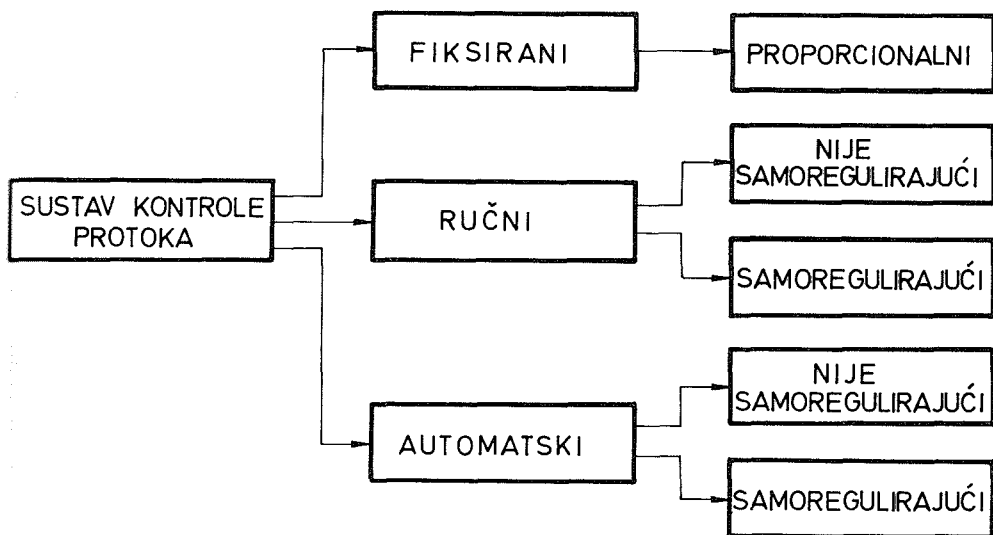 FIKSIRANI
PROPORCIONALNI
SUSTAV KONTROLE
PROTOKA
RUČNI
NIJE
SAMOREGULIRAJUĆI
SAMOREGULIRAJUĆI
AUTOMATSKI
NIJE
SAMOREGULIRAJUĆI
SAMOREGULIRAJUĆI